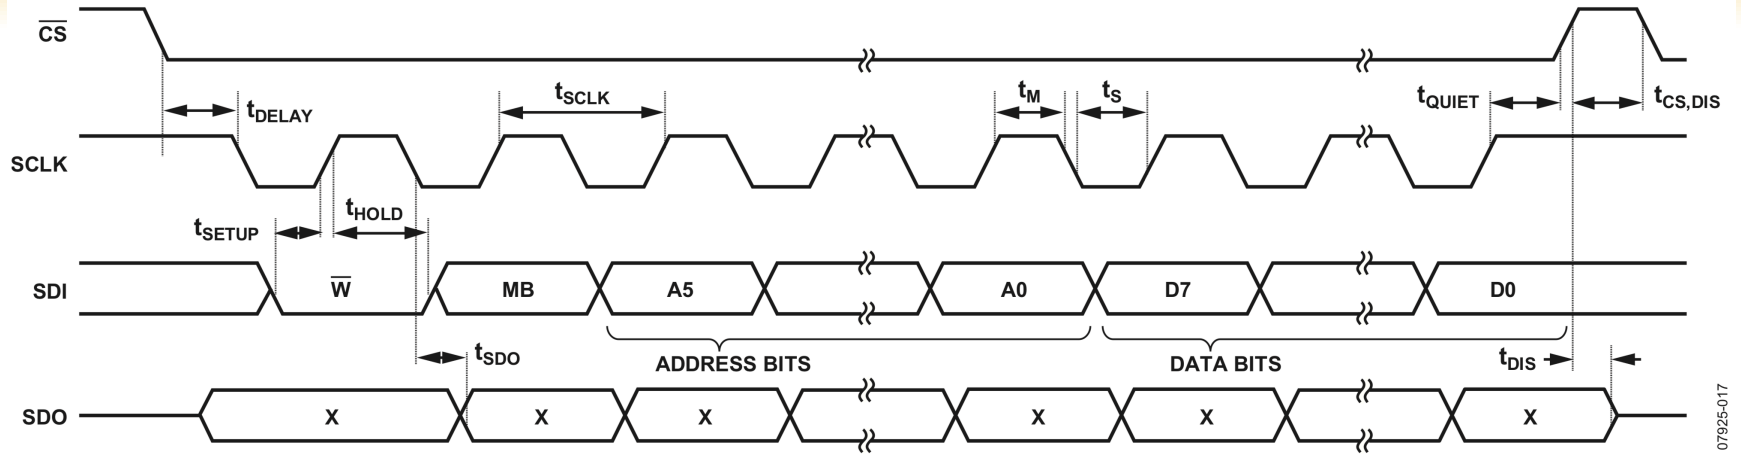 CS
tDELAY
tSCLK
tM
tS
tQUIET
tCS,DIS
SCLK
tSETUP
tHOLD
SDI
W
MB
A5
A0
D7
D0
tSDO
ADDRESS BITS
DATA BITS
tDIS
SDO
X
X
X
X
X
X
07925-017